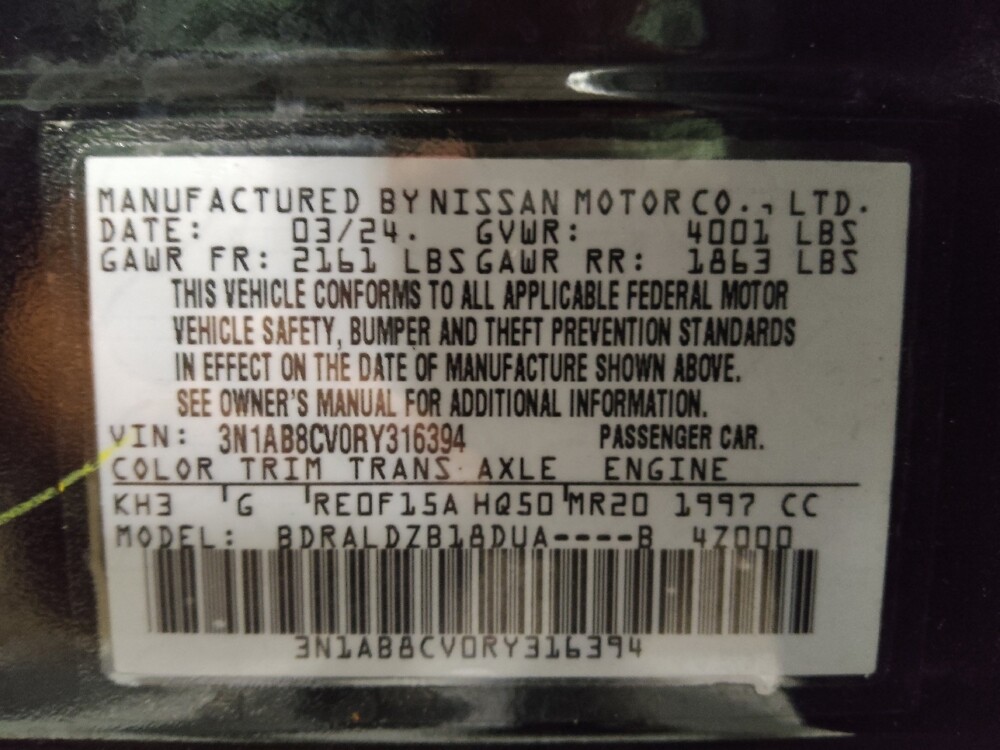 MANUFACTURED BY NISSAN MOTOR CO., LTD.
DATE: 03/24. GVWR: 4001 LBS
GAWR FR: 2161 LBS GAWR RR: 1863 LBS
THIS VEHICLE CONFORMS TO ALL APPLICABLE FEDERAL MOTOR
VEHICLE SAFETY, BUMPER AND THEFT PREVENTION STANDARDS
IN EFFECT ON THE DATE OF MANUFACTURE SHOWN ABOVE.
SEE OWNER'S MANUAL FOR ADDITIONAL INFORMATION.
VIN: 3N1AB8CV0RY316394 PASSENGER CAR.
COLOR TRIM TRANS AXLE ENGINE
KH3 G RE0F15A HQ50 MR20 1997 CC
MODEL: BDRALDZB18DUA----B 4Z000
3N1AB8CV0RY316394